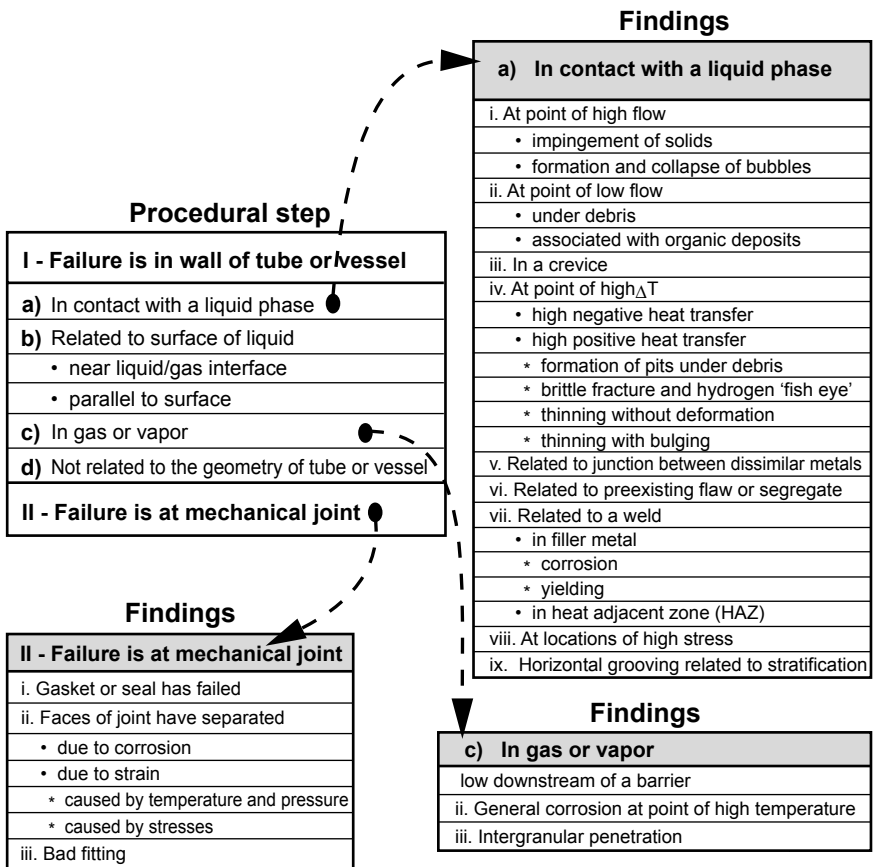 Procedural step
I - Failure is in wall of tube or vessel
a) In contact with a liquid phase
b) Related to surface of liquid
• near liquid/gas interface
• parallel to surface
c) In gas or vapor
d) Not related to the geometry of tube or vessel
II - Failure is at mechanical joint
Findings
a) In contact with a liquid phase
i. At point of high flow
• impingement of solids
• formation and collapse of bubbles
ii. At point of low flow
• under debris
• associated with organic deposits
iii. In a crevice
iv. At point of high ΔT
• high negative heat transfer
• high positive heat transfer
* formation of pits under debris
* brittle fracture and hydrogen ‘fish eye’
* thinning without deformation
* thinning with bulging
v. Related to junction between dissimilar metals
vi. Related to preexisting flaw or segregate
vii. Related to a weld
• in filler metal
* corrosion
* yielding
• in heat adjacent zone (HAZ)
viii. At locations of high stress
ix. Horizontal grooving related to stratification
Findings
II - Failure is at mechanical joint
i. Gasket or seal has failed
ii. Faces of joint have separated
• due to corrosion
• due to strain
* caused by temperature and pressure
* caused by stresses
iii. Bad fitting
Findings
c) In gas or vapor
low downstream of a barrier
ii. General corrosion at point of high temperature
iii. Intergranular penetration